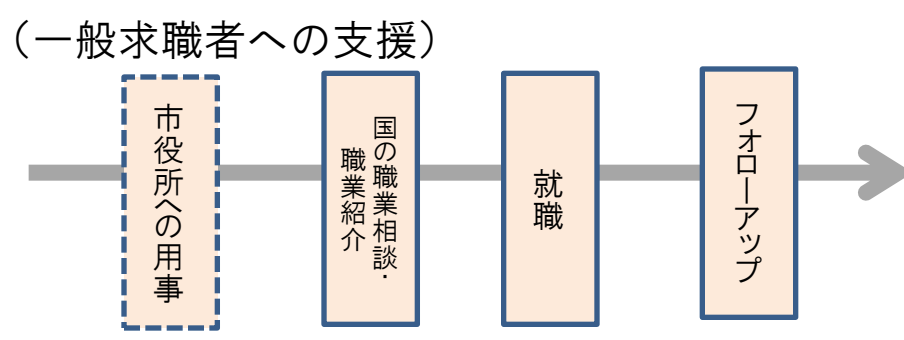 （一般求職者への支援）
市役所への用事
国の職業相談・
職業紹介
就職
フォローアップ